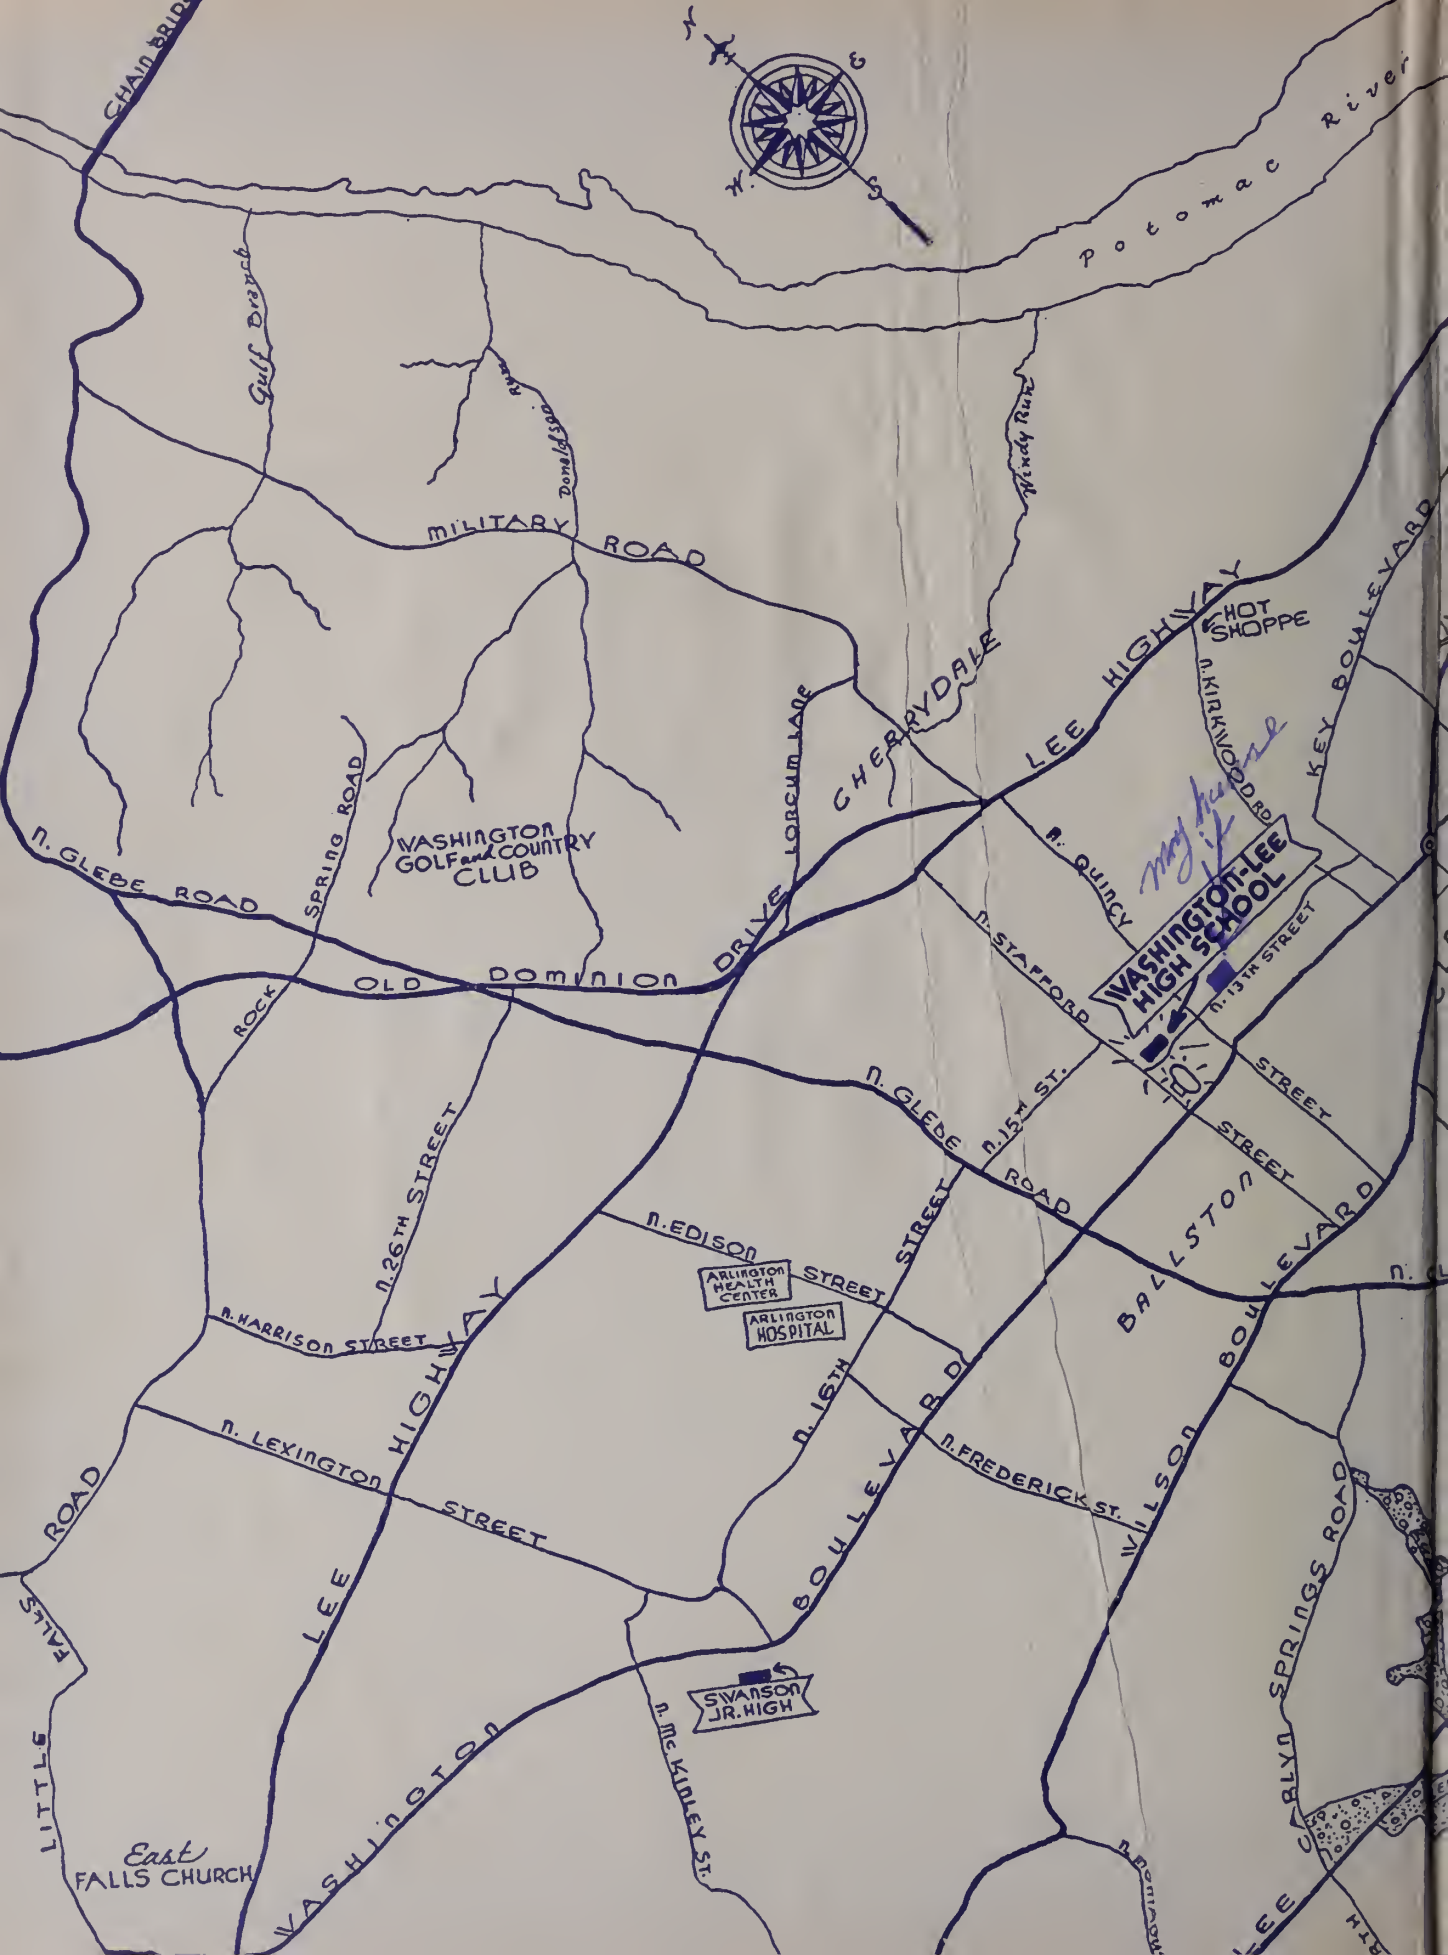 CHAIN BRIDG
N
E
W.
S
Potomac River
Gulf Branch
Donaldson Run
Windy Run
MILITARY ROAD
LEE HIGHWAY
HOT
SHOPPE
KEY BOULEVARD
N. KIRKWOOD RD.
CHERRYDALE
LORCUM LANE
my house
WASHINGTON-LEE
HIGH SCHOOL
N. QUINCY
STREET
N. STAFFORD
STREET
N. 13TH STREET
N. GLEBE ROAD
ROCK SPRING ROAD
WASHINGTON
GOLF and COUNTRY
CLUB
OLD DOMINION DRIVE
N. GLEBE ROAD
N. 15TH ST.
N. 26TH STREET
N. EDISON STREET
ARLINGTON
HEALTH
CENTER
ARLINGTON
HOSPITAL
N. 16TH STREET
BALLSTON
N. HARRISON STREET
N. LEXINGTON STREET
LEE HIGHWAY
N. FREDERICK ST.
WILSON BOULEVARD
N.
CARLYN SPRINGS ROAD
LITTLE FALLS ROAD
SWANSON
JR. HIGH
WASHINGTON BOULEVARD
N. Mc.KINLEY ST.
East
FALLS CHURCH
LEE